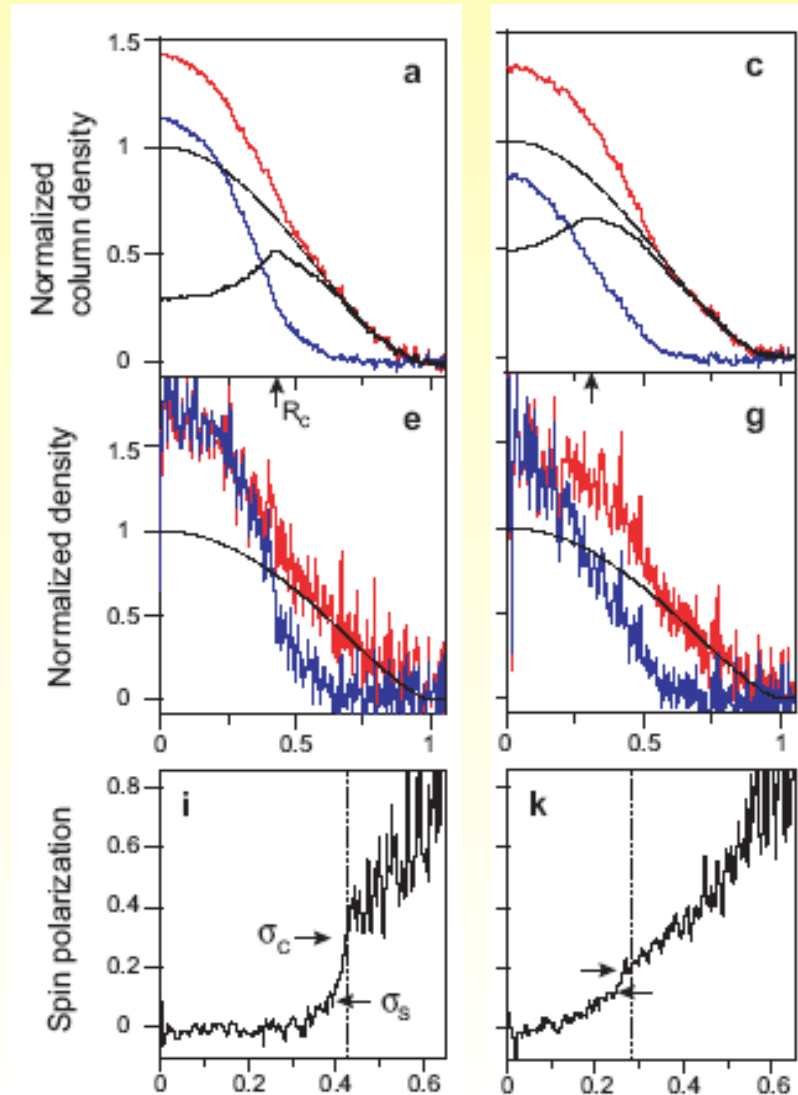 1.5
a
c
Normalized
column density
1
0.5
0
R_c
e
g
Normalized density
1.5
1
0.5
0
0 0.5 1
0 0.5 1
i
k
Spin polarization
0.8
0.6
0.4
0.2
0
σ_c
σ_s
0 0.2 0.4 0.6
0 0.2 0.4 0.6